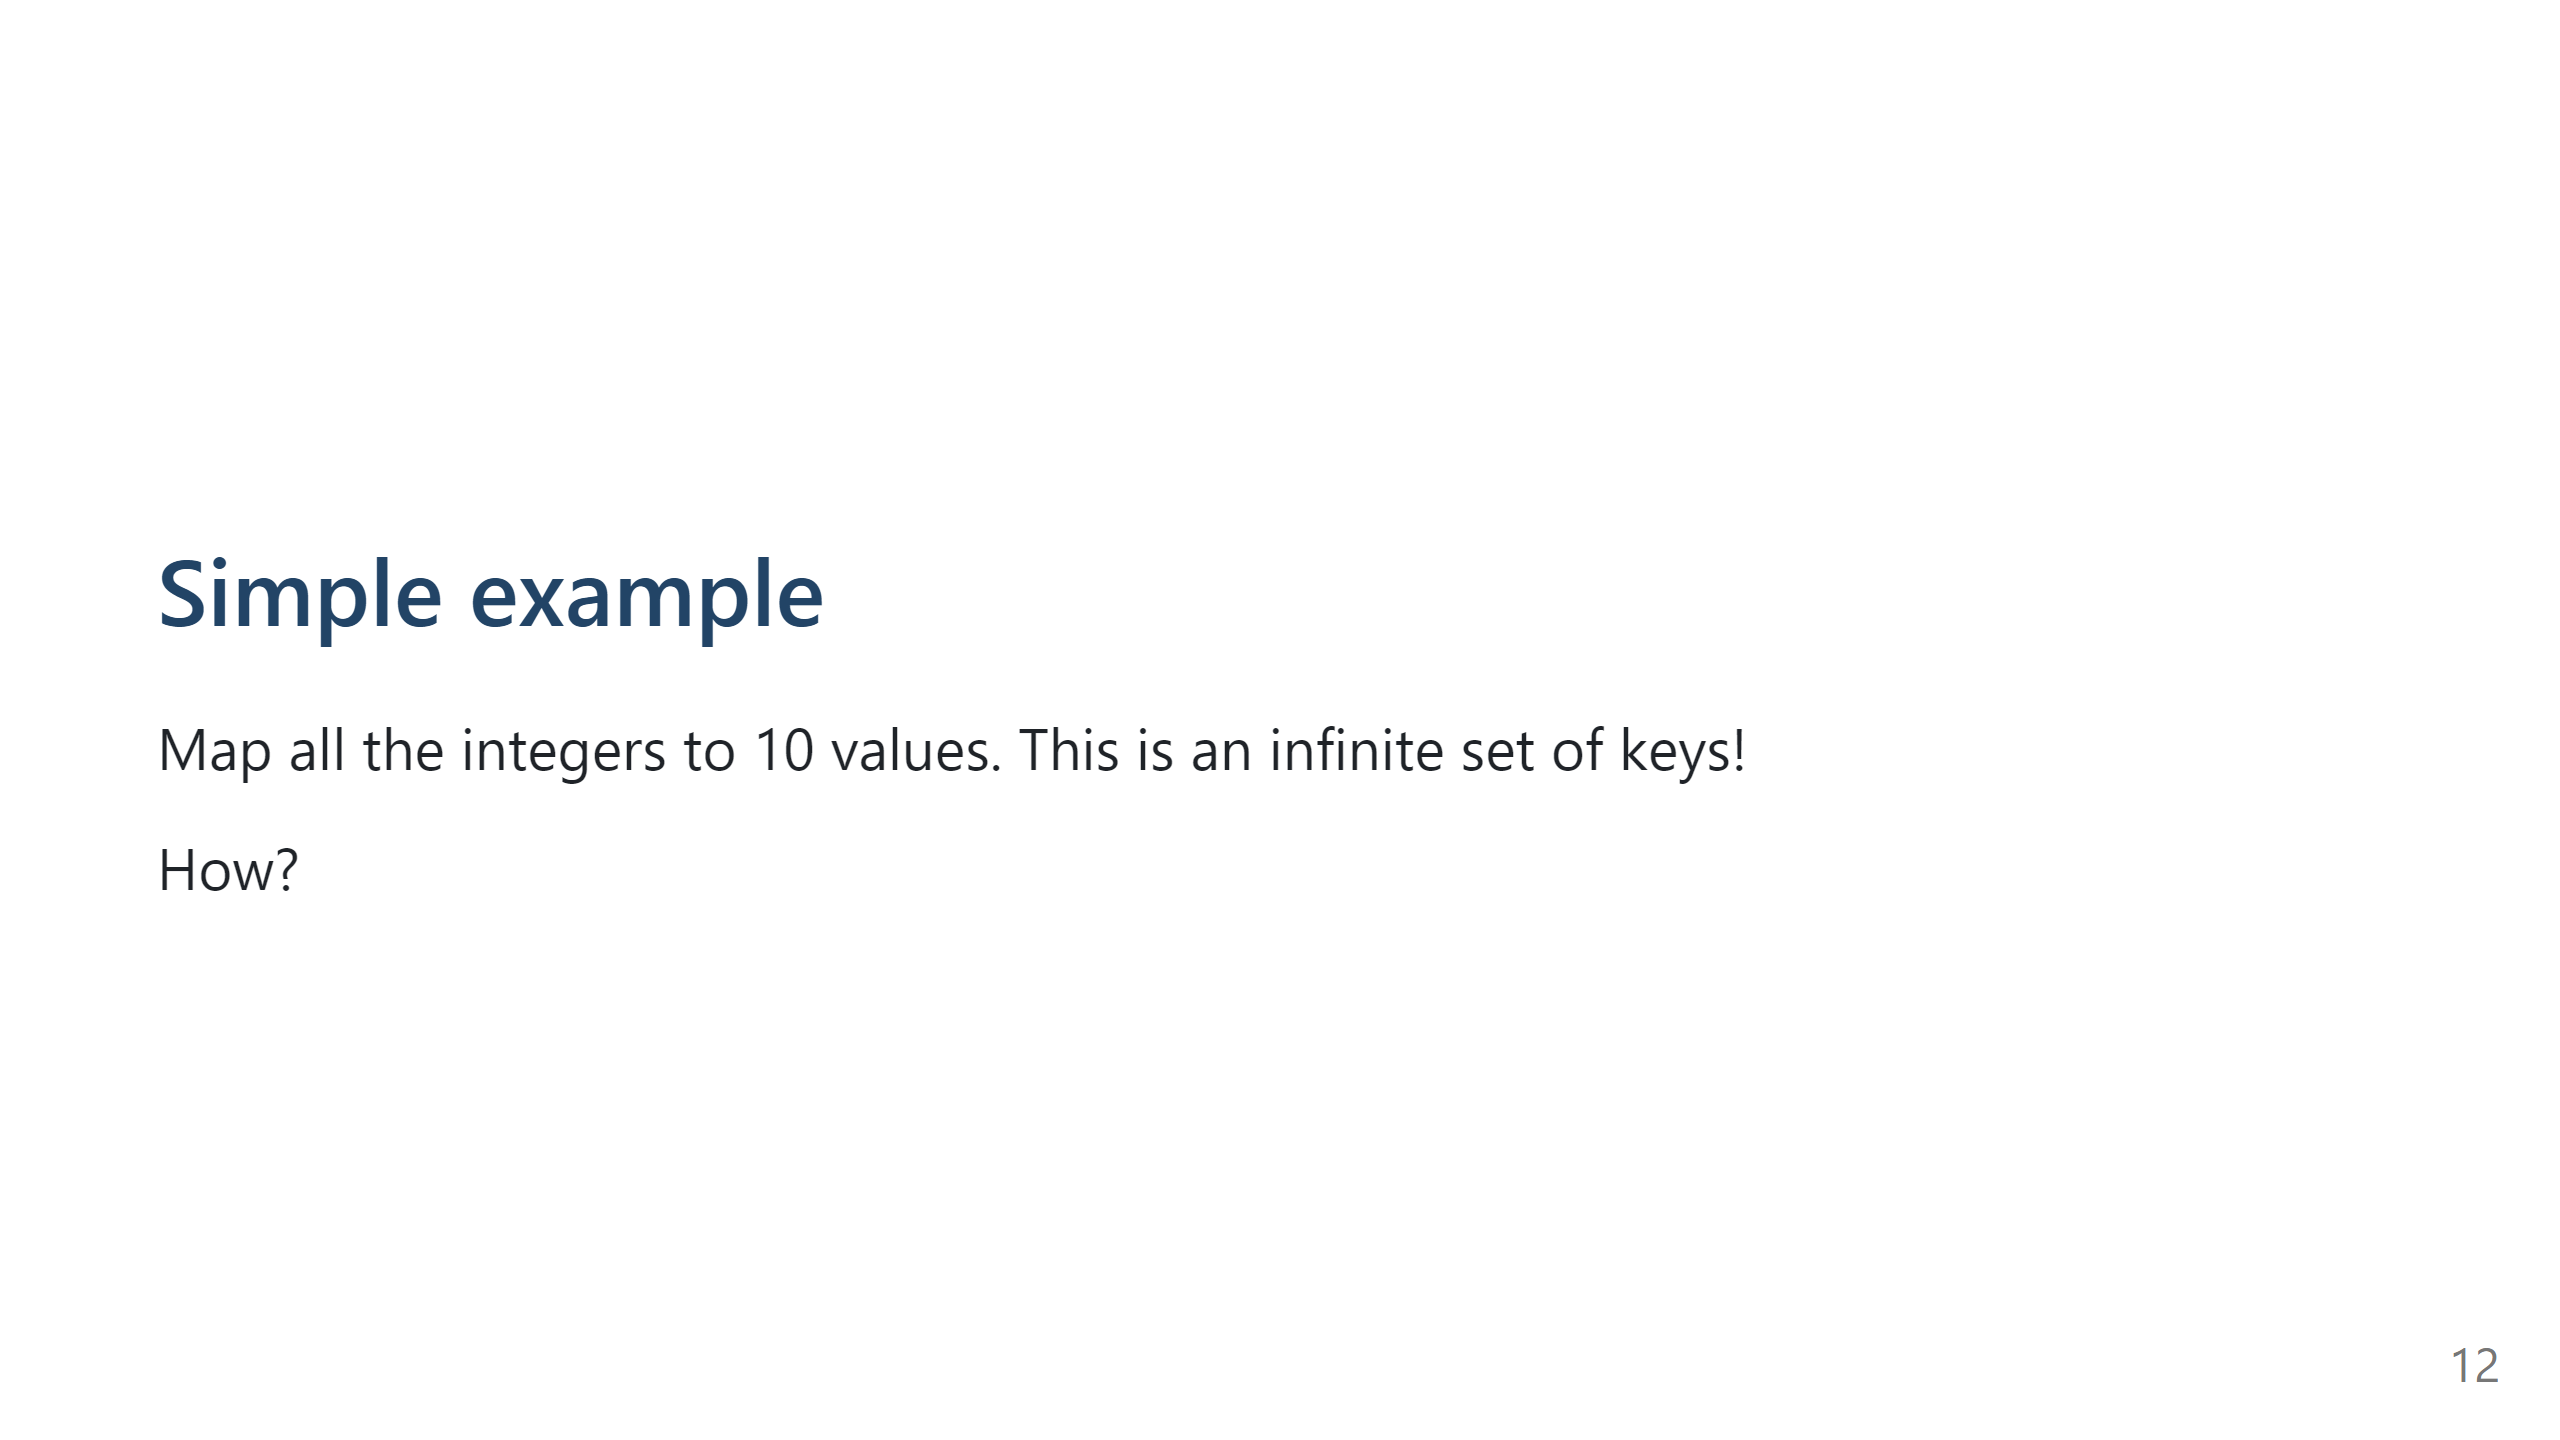 Simple example
Map all the integers to 10 values. This is an infinite set of keys!
How?
12